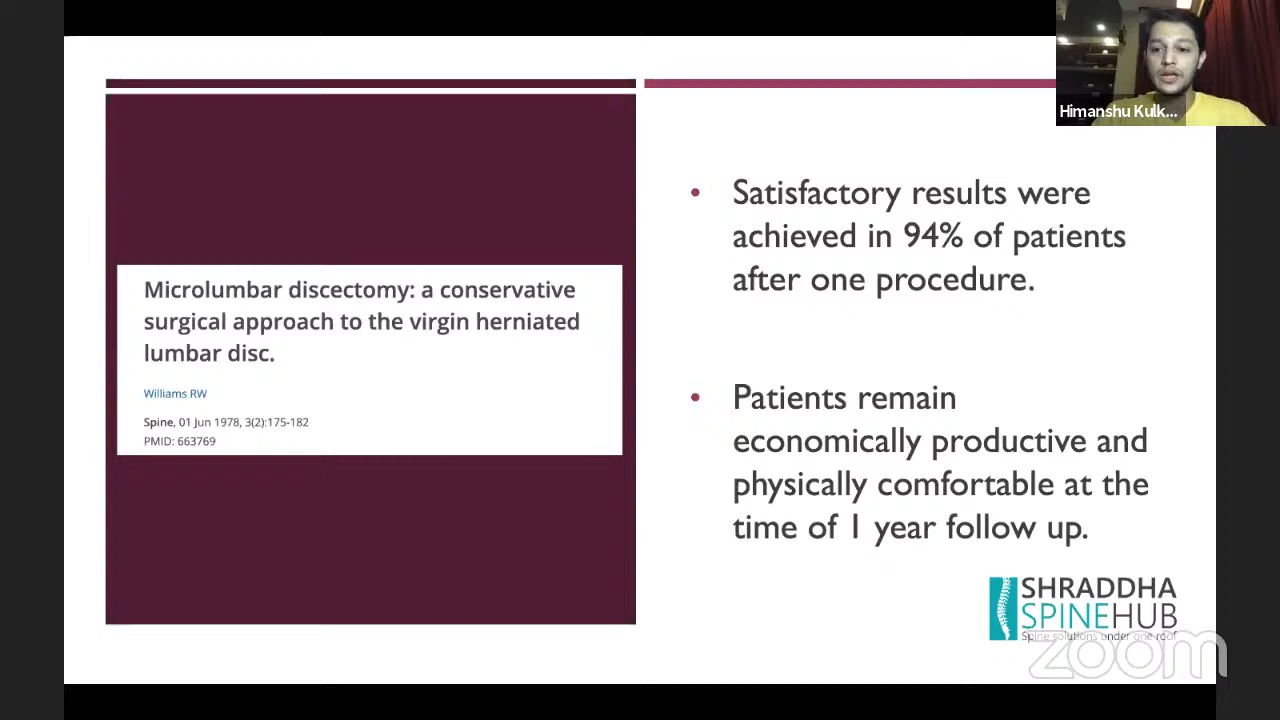 Himanshu Kulk...
Microlumbar discectomy: a conservative
surgical approach to the virgin herniated
lumbar disc.
Williams RW
Spine, 01 Jun 1978, 3(2):175-182
PMID: 663769
• Satisfactory results were
achieved in 94% of patients
after one procedure.
• Patients remain
economically productive and
physically comfortable at the
time of 1 year follow up.
SHRADDHA
SPINEHUB
Spine solutions under one roof
zoom